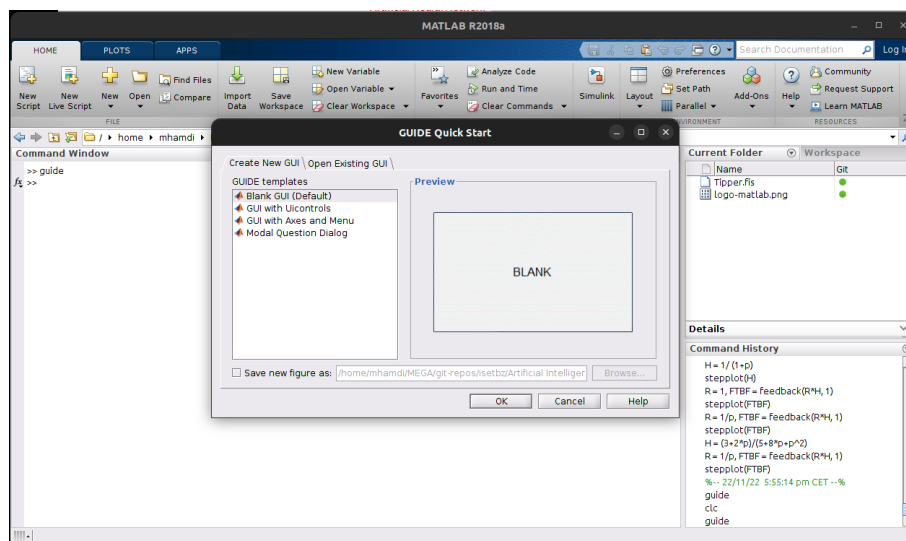 MATLAB R2018a
HOME PLOTS APPS
Search Documentation Log In
New Script
New Live Script
New
Open
Find Files
Compare
Import Data
Save Workspace
New Variable
Open Variable
Clear Workspace
Favorites
Analyze Code
Run and Time
Clear Commands
Simulink
Layout
Preferences
Set Path
Parallel
Add-Ons
Help
Community
Request Support
Learn MATLAB
FILE
VIRONMENT
RESOURCES
/ home mhamdi
Command Window
>> guide
fx >>
GUIDE Quick Start
Create New GUI Open Existing GUI
GUIDE templates
Blank GUI (Default)
GUI with Uicontrols
GUI with Axes and Menu
Modal Question Dialog
Preview
BLANK
Save new figure as: /home/mhamdi/MEGA/git-repos/isetbz/Artificial Intelliger Browse...
OK Cancel Help
Current Folder Workspace
Name Git
Tipper.fis
logo-matlab.png
Details
Command History
H = 1/ (1+p)
stepplot(H)
R = 1, FTBF = feedback(R*H, 1)
stepplot(FTBF)
R = 1/p, FTBF = feedback(R*H, 1)
stepplot(FTBF)
H = (3+2*p)/(5+8*p+p^2)
R = 1/p, FTBF = feedback(R*H, 1)
stepplot(FTBF)
%-- 22/11/22 5:55:14 pm CET --%
guide
clc
guide